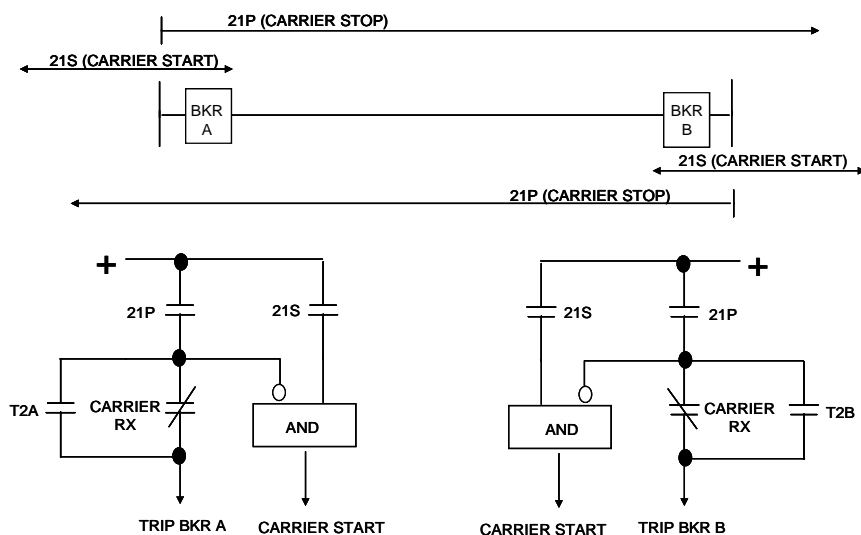 21P (CARRIER STOP)
21S (CARRIER START)
BKR
A
BKR
B
21S (CARRIER START)
21P (CARRIER STOP)
+
+
21P
21S
21S
21P
T2A
CARRIER
RX
CARRIER
RX
T2B
AND
AND
TRIP BKR A
CARRIER START
CARRIER START
TRIP BKR B